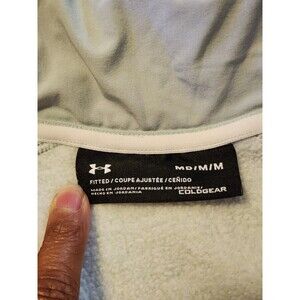 MD/M/M
FITTED / COUPE AJUSTÉE / CEÑIDO
MADE IN JORDAN / FABRIQUÉ EN JORDANIE/
HECHO EN JORDANIA
COLDGEAR